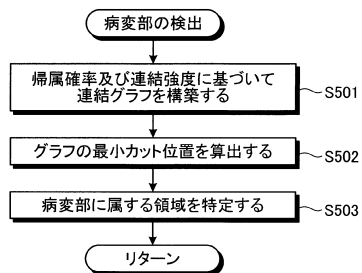 病変部の検出
帰属確率及び連結強度に基づいて
連結グラフを構築する
S501
グラフの最小カット位置を算出する
S502
病変部に属する領域を特定する
S503
リターン